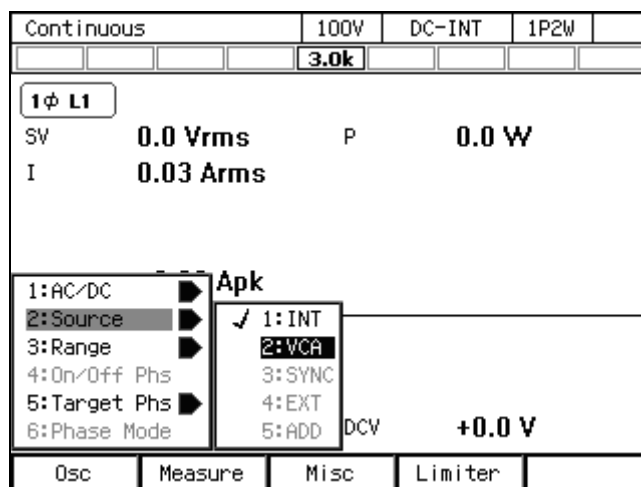 Continuous 100V DC-INT 1P2W
3.0k
1ϕ L1
SV 0.0 Vrms P 0.0 W
I 0.03 Arms
Apk
1:AC/DC
2:Source
3:Range
4:On/Off Phs
5:Target Phs
6:Phase Mode
✓ 1:INT
2:VCA
3:SYNC
4:EXT
5:ADD
DCV +0.0 V
Osc Measure Misc Limiter